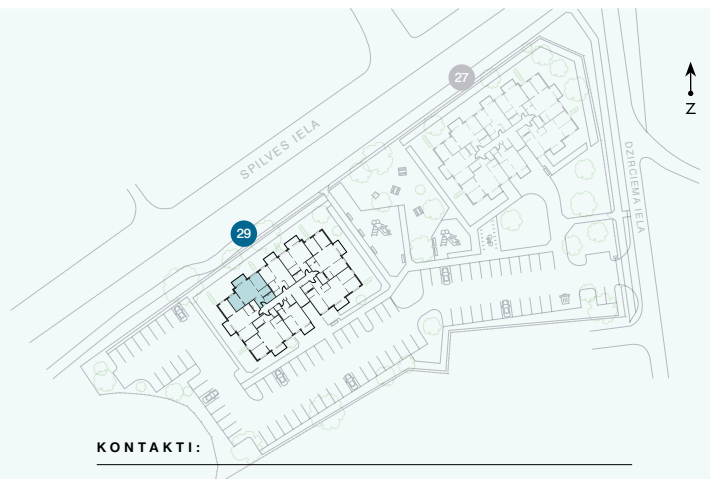 27
Z
SPILVES IELA
DZIRCIEMA IELA
29
KONTAKTI: